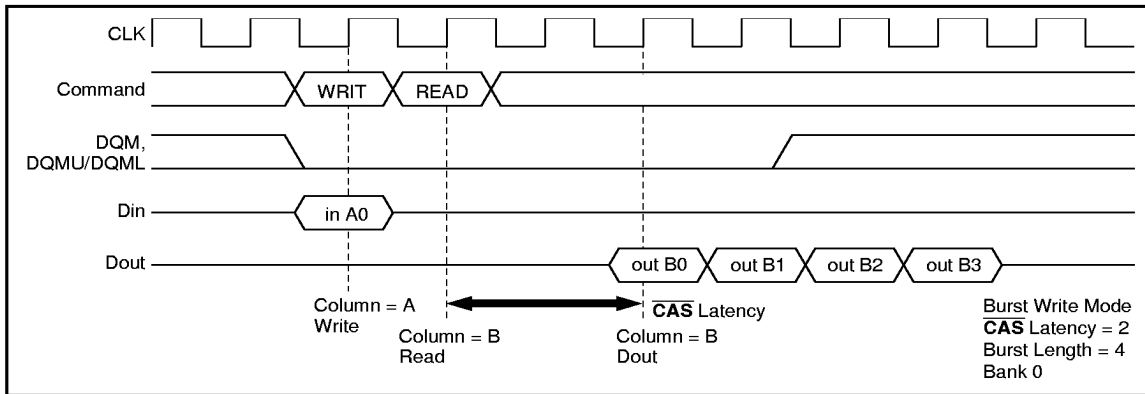 CLK
Command
WRIT
READ
DQM,
DQMU/DQML
Din
in A0
Dout
out B0
out B1
out B2
out B3
Column = A
Write
Column = B
Read
CAS Latency
Column = B
Dout
Burst Write Mode
CAS Latency = 2
Burst Length = 4
Bank 0